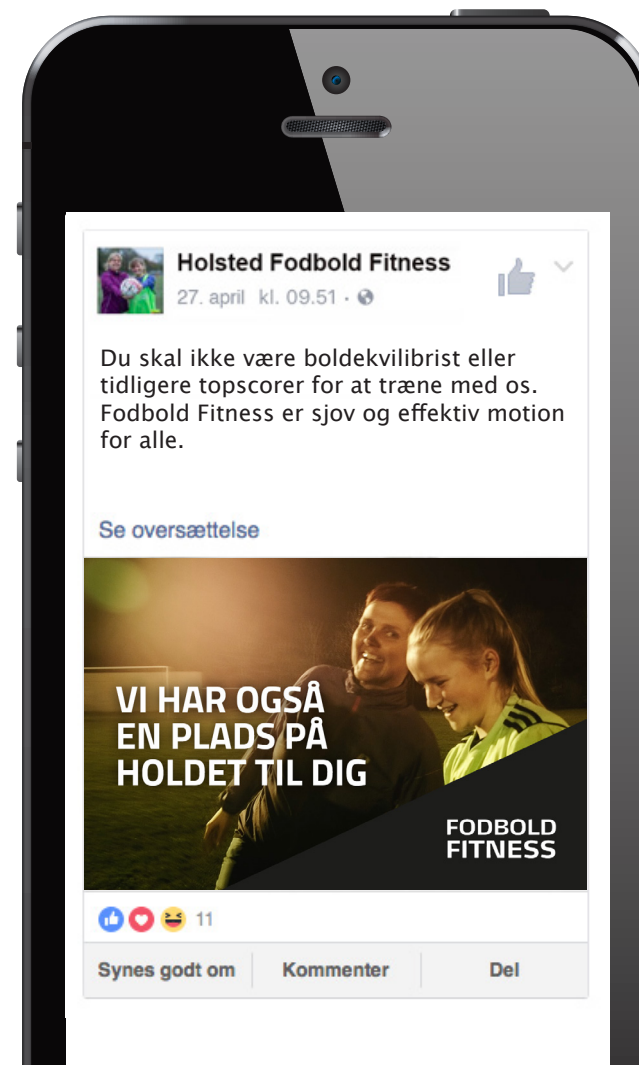 Holsted Fodbold Fitness
27. april kl. 09.51 ·
Du skal ikke være boldekvilibrist eller
tidligere topscorer for at træne med os.
Fodbold Fitness er sjov og effektiv motion
for alle.
Se oversættelse
VI HAR OGSÅ
EN PLADS PÅ
HOLDET TIL DIG
FODBOLD
FITNESS
11
Synes godt om
Kommenter
Del